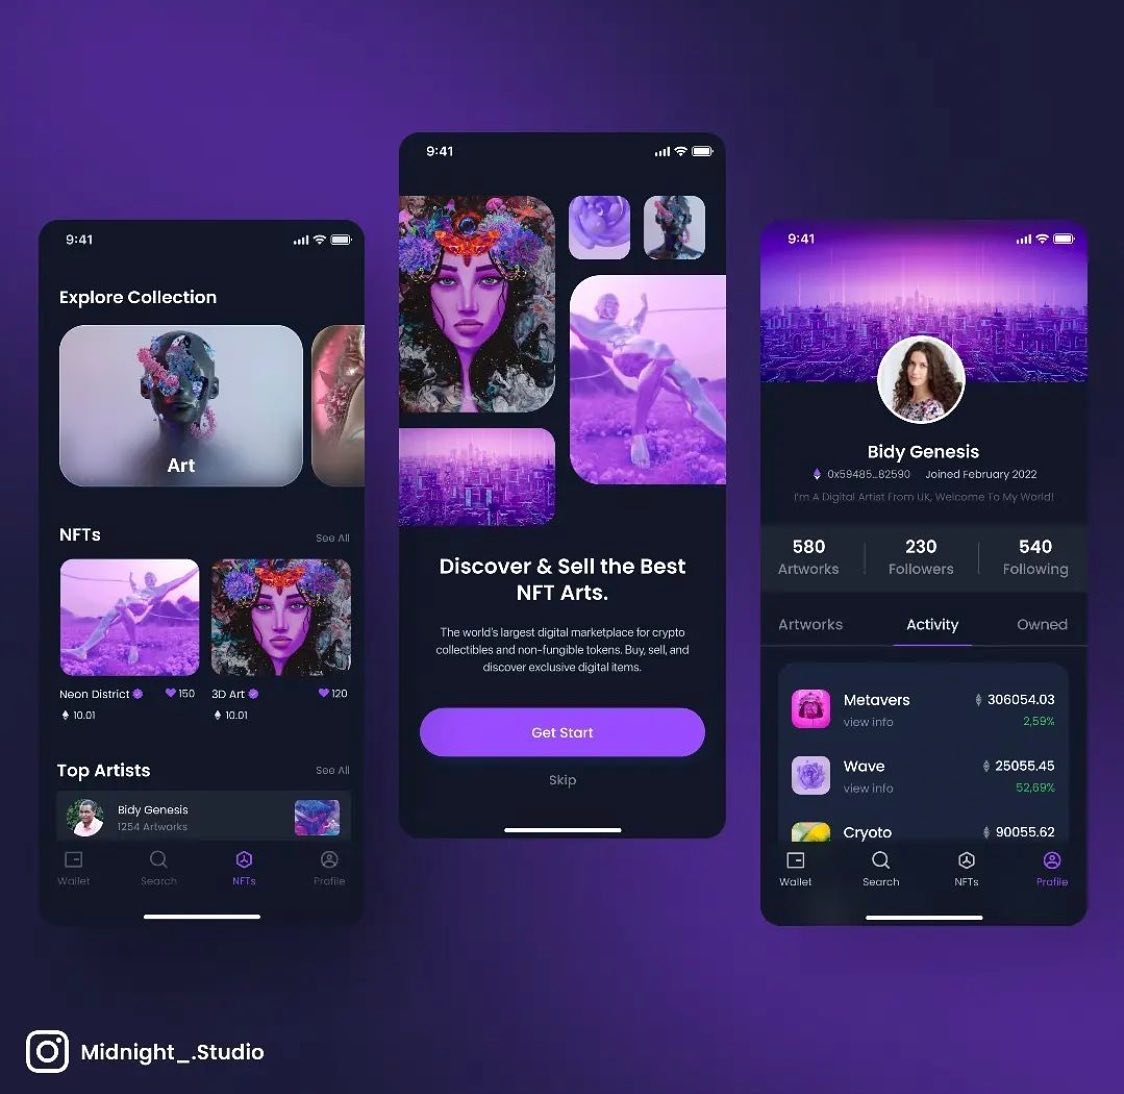 9:41
Explore Collection
Art
NFTs
See All
Neon District
150
3D Art
120
10.01
10.01
Top Artists
See All
Bidy Genesis
1254 Artworks
Wallet
Search
NFTs
Profile
9:41
Discover & Sell the Best
NFT Arts.
The world's largest digital marketplace for crypto
collectibles and non-fungible tokens. Buy, sell, and
discover exclusive digital items.
Get Start
Skip
9:41
Bidy Genesis
0x59485...82590 Joined February 2022
I'm A Digital Artist From UK, Welcome To My World!
580
Artworks
230
Followers
540
Following
Artworks
Activity
Owned
Metavers
306054.03
view info
2,59%
Wave
25055.45
view info
52,69%
Cryoto
90055.62
Wallet
Search
NFTs
Profile
Midnight_.Studio